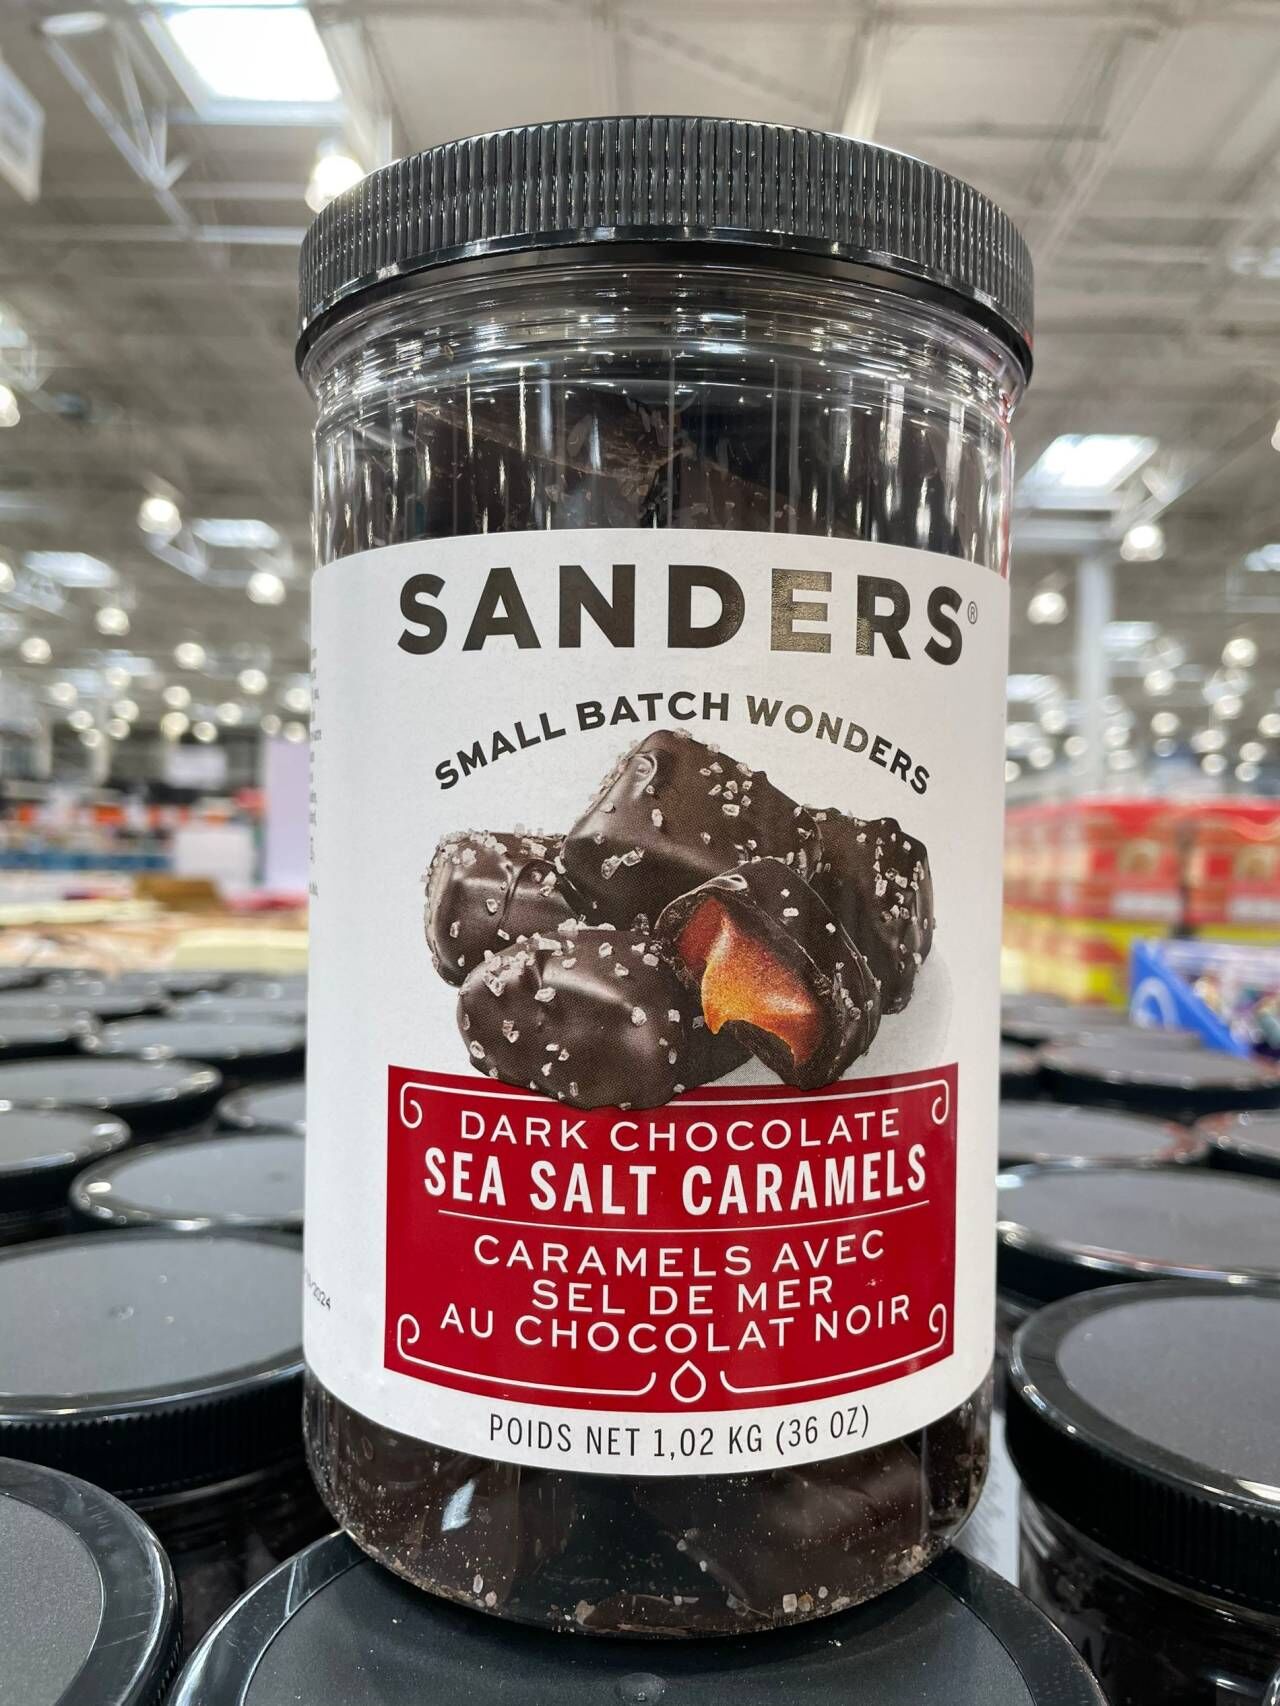 SANDERS®
SMALL BATCH WONDERS
DARK CHOCOLATE
SEA SALT CARAMELS
CARAMELS AVEC
SEL DE MER
AU CHOCOLAT NOIR
POIDS NET 1,02 KG (36 OZ)